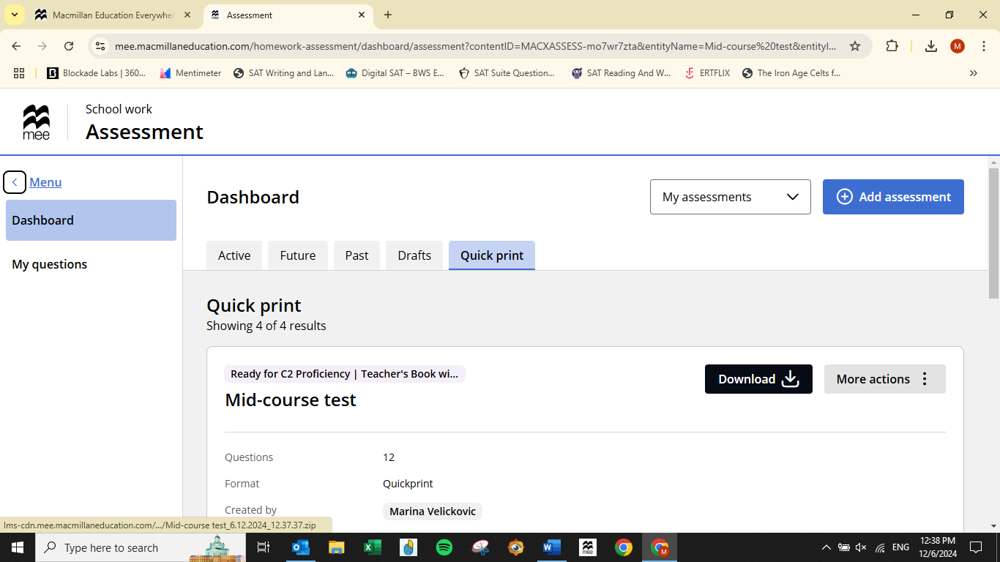 Macmillan Education Everywher
Assessment
mee.macmillaneducation.com/homework-assessment/dashboard/assessment?contentID=MACXASSESS-mo7wr7zta&entityName=Mid-course%20test&entityI...
M
Blockade Labs | 360...
Mentimeter
SAT Writing and Lan...
Digital SAT – BWS E...
SAT Suite Question...
SAT Reading And W...
ERTFLIX
The Iron Age Celts f...
mee
School work
Assessment
Menu
Dashboard
My questions
Dashboard
My assessments
Add assessment
Active
Future
Past
Drafts
Quick print
Quick print
Showing 4 of 4 results
Ready for C2 Proficiency | Teacher's Book wi...
Mid-course test
Download
More actions
Questions 12
Format Quickprint
Created by Marina Velickovic
lms-cdn.mee.macmillaneducation.com/.../Mid-course test_6.12.2024_12.37.37.zip
Type here to search
ENG
12:38 PM
12/6/2024